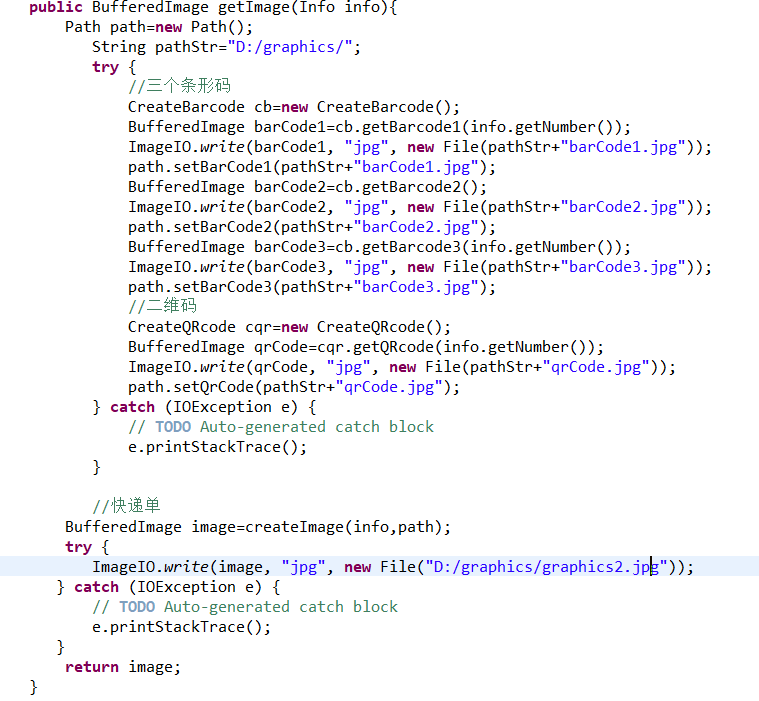 public BufferedImage getImage(Info info){
Path path=new Path();
String pathStr="D:/graphics/";
try {
//三个条形码
CreateBarcode cb=new CreateBarcode();
BufferedImage barCode1=cb.getBarcode1(info.getNumber());
ImageIO.write(barCode1, "jpg", new File(pathStr+"barCode1.jpg"));
path.setBarCode1(pathStr+"barCode1.jpg");
BufferedImage barCode2=cb.getBarcode2();
ImageIO.write(barCode2, "jpg", new File(pathStr+"barCode2.jpg"));
path.setBarCode2(pathStr+"barCode2.jpg");
BufferedImage barCode3=cb.getBarcode3(info.getNumber());
ImageIO.write(barCode3, "jpg", new File(pathStr+"barCode3.jpg"));
path.setBarCode3(pathStr+"barCode3.jpg");
//二维码
CreateQRcode cqr=new CreateQRcode();
BufferedImage qrCode=cqr.getQRcode(info.getNumber());
ImageIO.write(qrCode, "jpg", new File(pathStr+"qrCode.jpg"));
path.setQrCode(pathStr+"qrCode.jpg");
} catch (IOException e) {
// TODO Auto-generated catch block
e.printStackTrace();
}
//快递单
BufferedImage image=createImage(info,path);
try {
ImageIO.write(image, "jpg", new File("D:/graphics/graphics2.jpg"));
} catch (IOException e) {
// TODO Auto-generated catch block
e.printStackTrace();
}
return image;
}